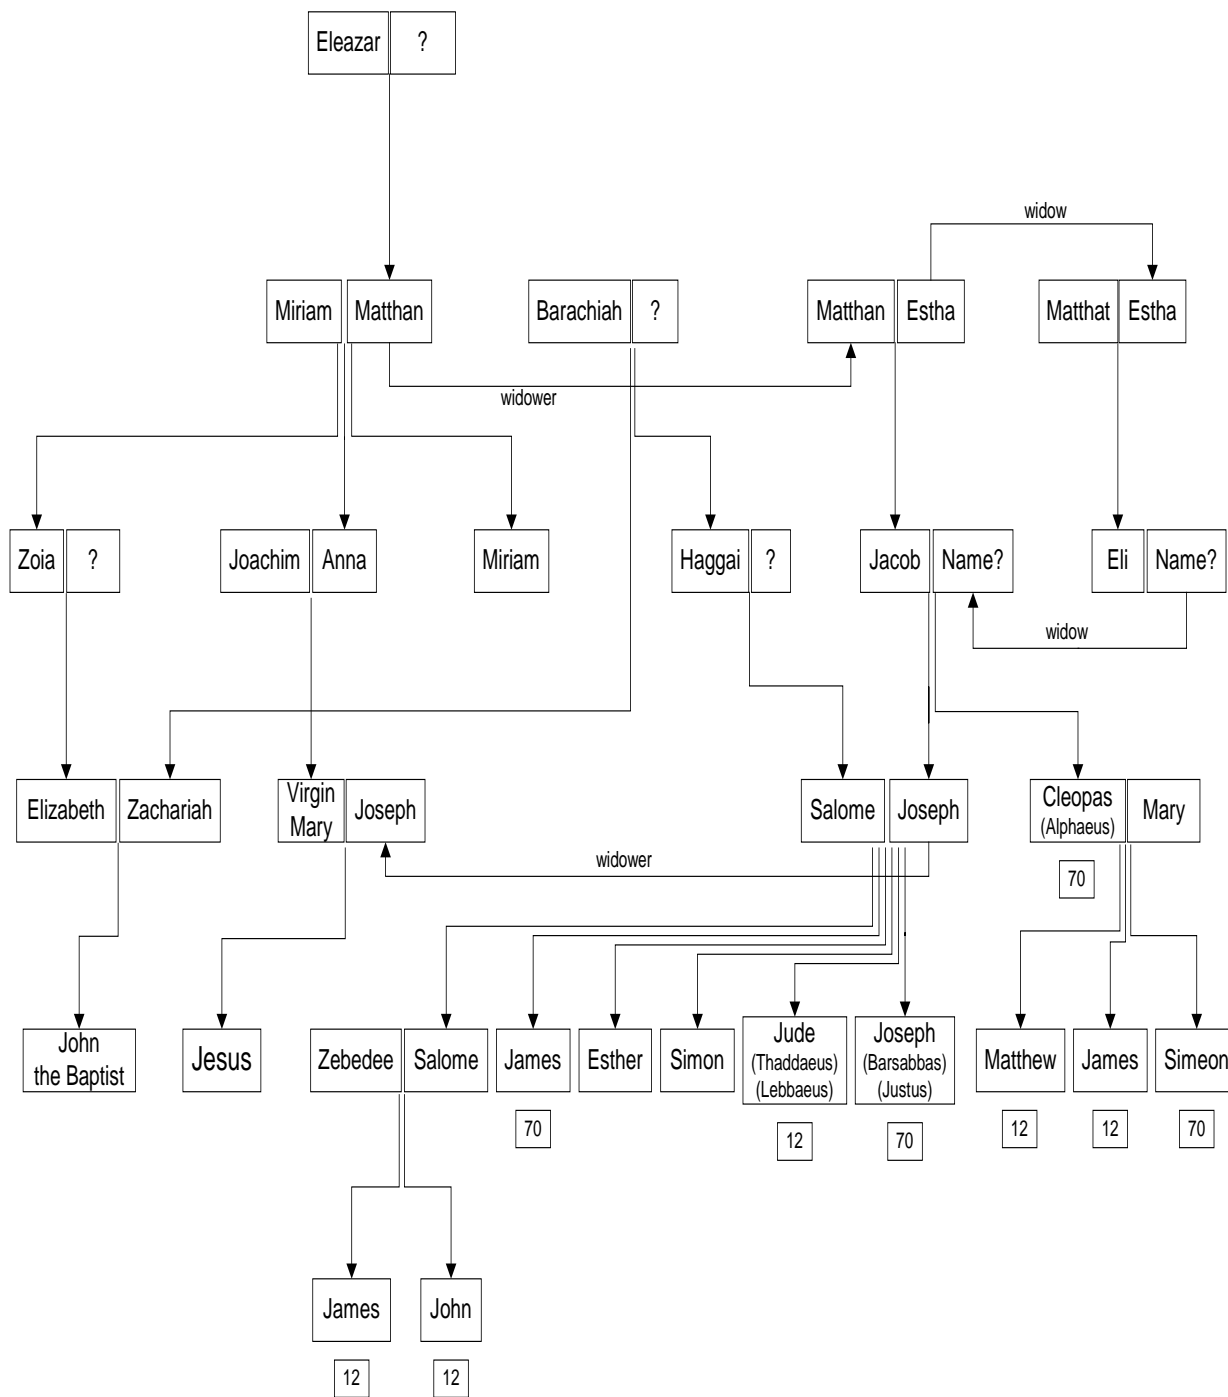 Eleazar ?
widow
Miriam Matthan Barachiah ? Matthan Estha Matthat Estha
widower
Zoia ? Joachim Anna Miriam Haggai ? Jacob Name? Eli Name?
widow
Elizabeth Zachariah Virgin Mary Joseph Salome Joseph Cleopas (Alphaeus) Mary
widower
70
John the Baptist Jesus Zebedee Salome James Esther Simon Jude (Thaddaeus) (Lebbaeus) Joseph (Barsabbas) (Justus) Matthew James Simeon
70 12 70 12 12 70
James John
12 12